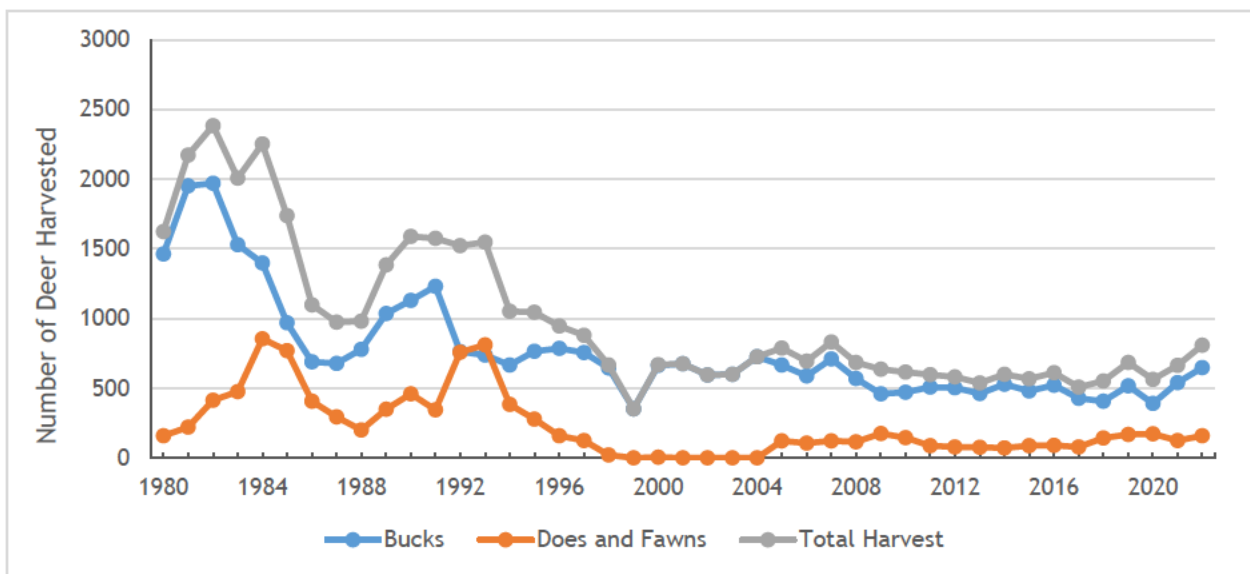 3000
2500
2000
1500
1000
500
0
Number of Deer Harvested
1980 1984 1988 1992 1996 2000 2004 2008 2012 2016 2020
Bucks Does and Fawns Total Harvest